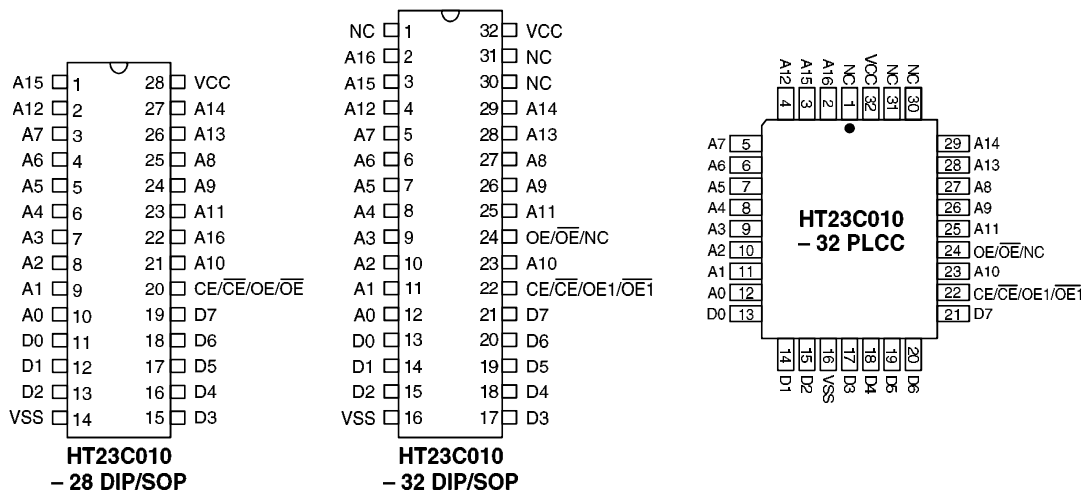 A15 1 28 VCC
A12 2 27 A14
A7 3 26 A13
A6 4 25 A8
A5 5 24 A9
A4 6 23 A11
A3 7 22 A16
A2 8 21 A10
A1 9 20 CE/C̅E̅/OE/O̅E̅
A0 10 19 D7
D0 11 18 D6
D1 12 17 D5
D2 13 16 D4
VSS 14 15 D3
HT23C010
– 28 DIP/SOP
NC 1 32 VCC
A16 2 31 NC
A15 3 30 NC
A12 4 29 A14
A7 5 28 A13
A6 6 27 A8
A5 7 26 A9
A4 8 25 A11
A3 9 24 OE/O̅E̅/NC
A2 10 23 A10
A1 11 22 CE/C̅E̅/OE1/O̅E̅1̅
A0 12 21 D7
D0 13 20 D6
D1 14 19 D5
D2 15 18 D4
VSS 16 17 D3
HT23C010
– 32 DIP/SOP
A12 A15 A16 NC VCC NC NC
4 3 2 1 32 31 30
A7 5 29 A14
A6 6 28 A13
A5 7 27 A8
A4 8 26 A9
A3 9 25 A11
A2 10 24 OE/O̅E̅/NC
A1 11 23 A10
A0 12 22 CE/C̅E̅/OE1/O̅E̅1̅
D0 13 21 D7
HT23C010
– 32 PLCC
14 15 16 17 18 19 20
D1 D2 VSS D3 D4 D5 D6